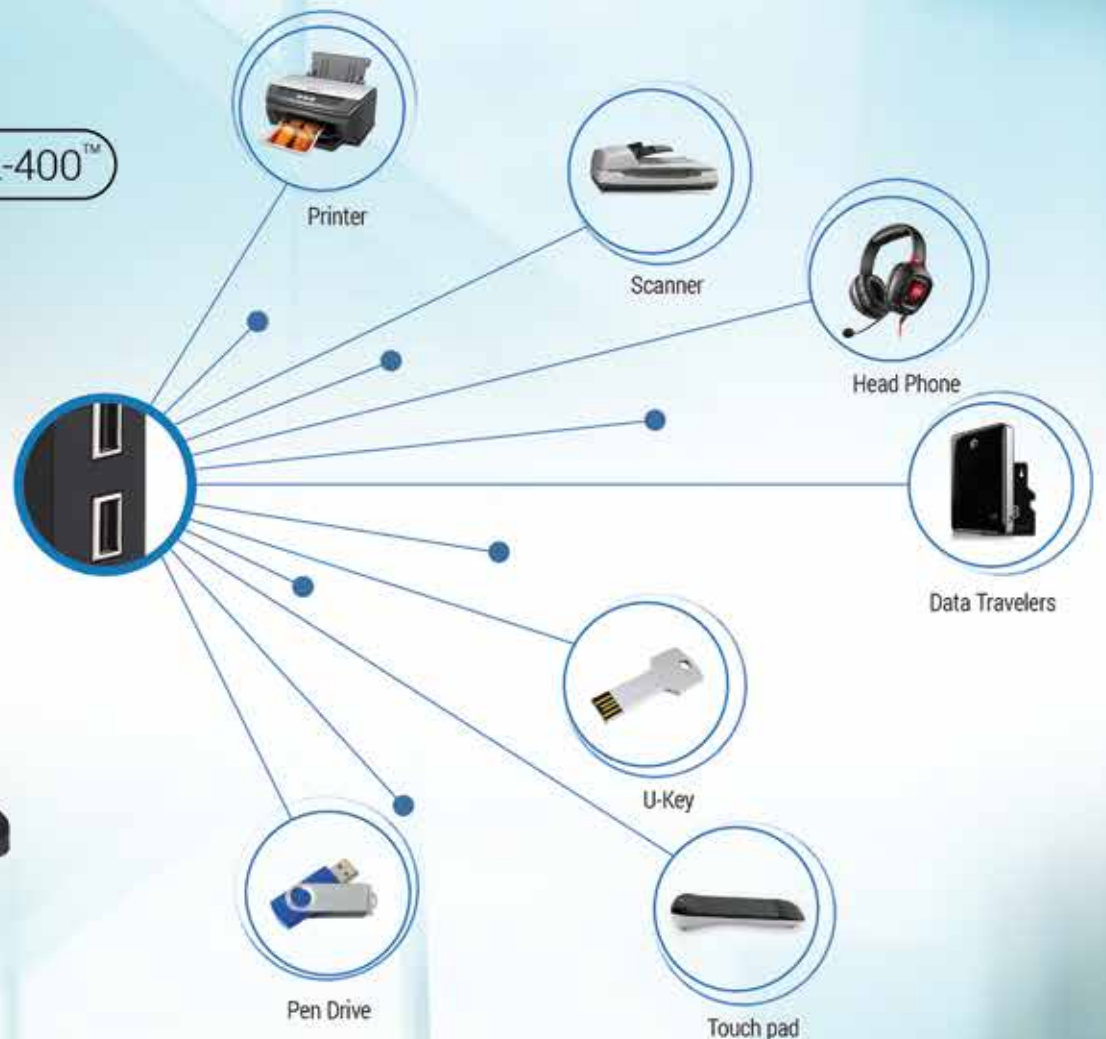 -400™
Printer
Scanner
Head Phone
Data Travelers
U-Key
Pen Drive
Touch pad